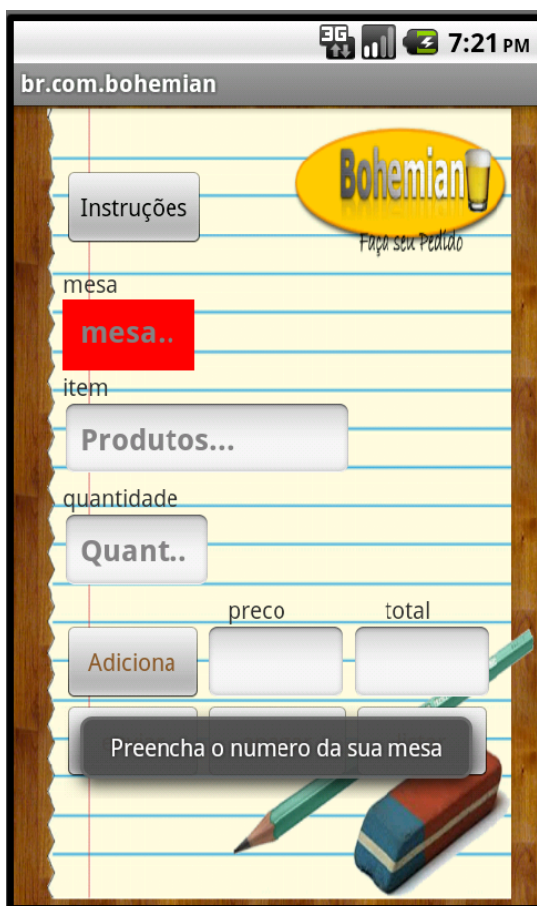 3G 7:21 PM
br.com.bohemian
Bohemian
Faça seu Pedido
Instruções
mesa
mesa..
item
Produtos...
quantidade
Quant..
preco total
Adiciona
Preencha o numero da sua mesa